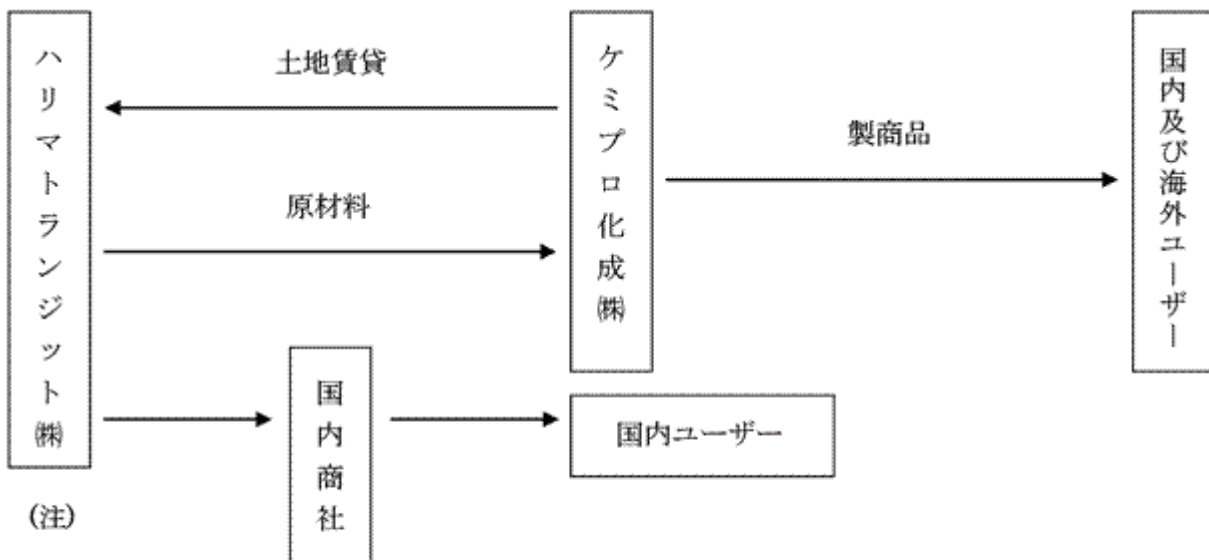 ハリマトランジット㈱
土地賃貸
原材料
ケミプロ化成㈱
製商品
国内及び海外ユーザー
国内商社
国内ユーザー
(注)